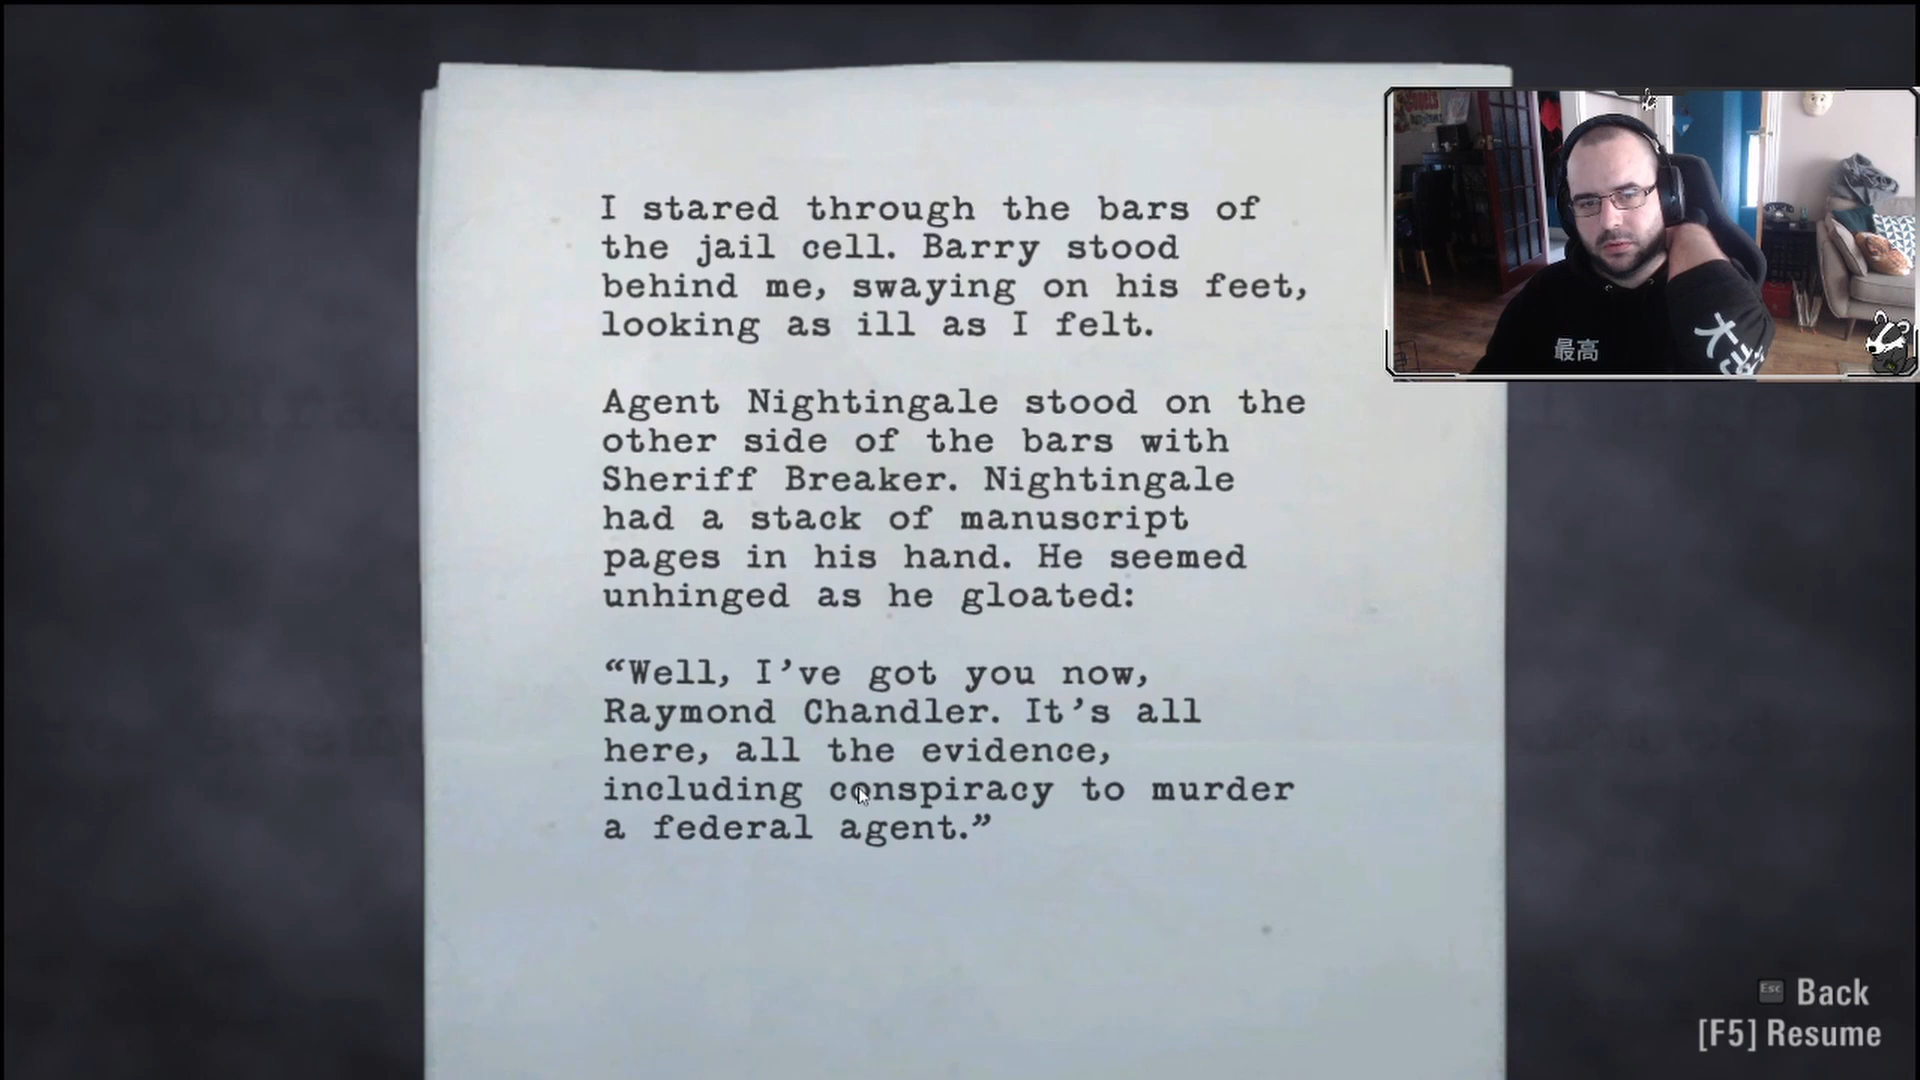 I stared through the bars of
the jail cell. Barry stood
behind me, swaying on his feet,
looking as ill as I felt.
Agent Nightingale stood on the
other side of the bars with
Sheriff Breaker. Nightingale
had a stack of manuscript
pages in his hand. He seemed
unhinged as he gloated:
“Well, I’ve got you now,
Raymond Chandler. It’s all
here, all the evidence,
including conspiracy to murder
a federal agent.”
最高
Esc Back
[F5] Resume